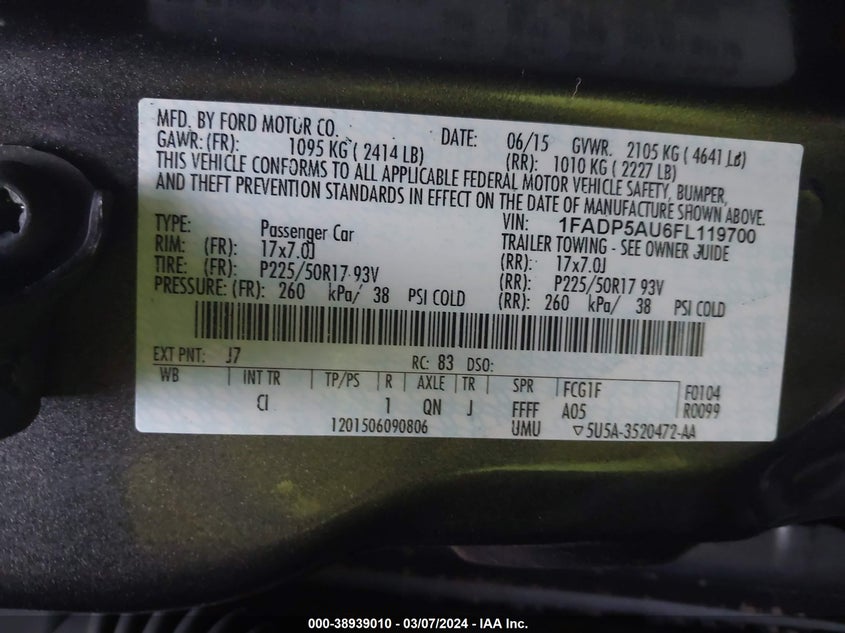 MFD. BY FORD MOTOR CO. DATE: 06/15 GVWR. 2105 KG ( 4641 LB)
GAWR: (FR): 1095 KG ( 2414 LB) (RR): 1010 KG ( 2227 LB)
THIS VEHICLE CONFORMS TO ALL APPLICABLE FEDERAL MOTOR VEHICLE SAFETY, BUMPER,
AND THEFT PREVENTION STANDARDS IN EFFECT ON THE DATE OF MANUFACTURE SHOWN ABOVE.
VIN: 1FADP5AU6FL119700
TYPE: Passenger Car TRAILER TOWING - SEE OWNER GUIDE
RIM: (FR): 17x7.0J (RR): 17x7.0J
TIRE: (FR): P225/50R17 93V (RR): P225/50R17 93V
PRESSURE: (FR): 260 kPa/ 38 PSI COLD (RR): 260 kPa/ 38 PSI COLD
EXT PNT: J7 RC: 83 DSO:
WB INT TR TP/PS R AXLE TR SPR FCG1F F0104
CI 1 QN J FFFF A05 R0099
1201506090806 UMU ▽5U5A-3520472-AA
000-38939010 — 03/07/2024 — IAA Inc.